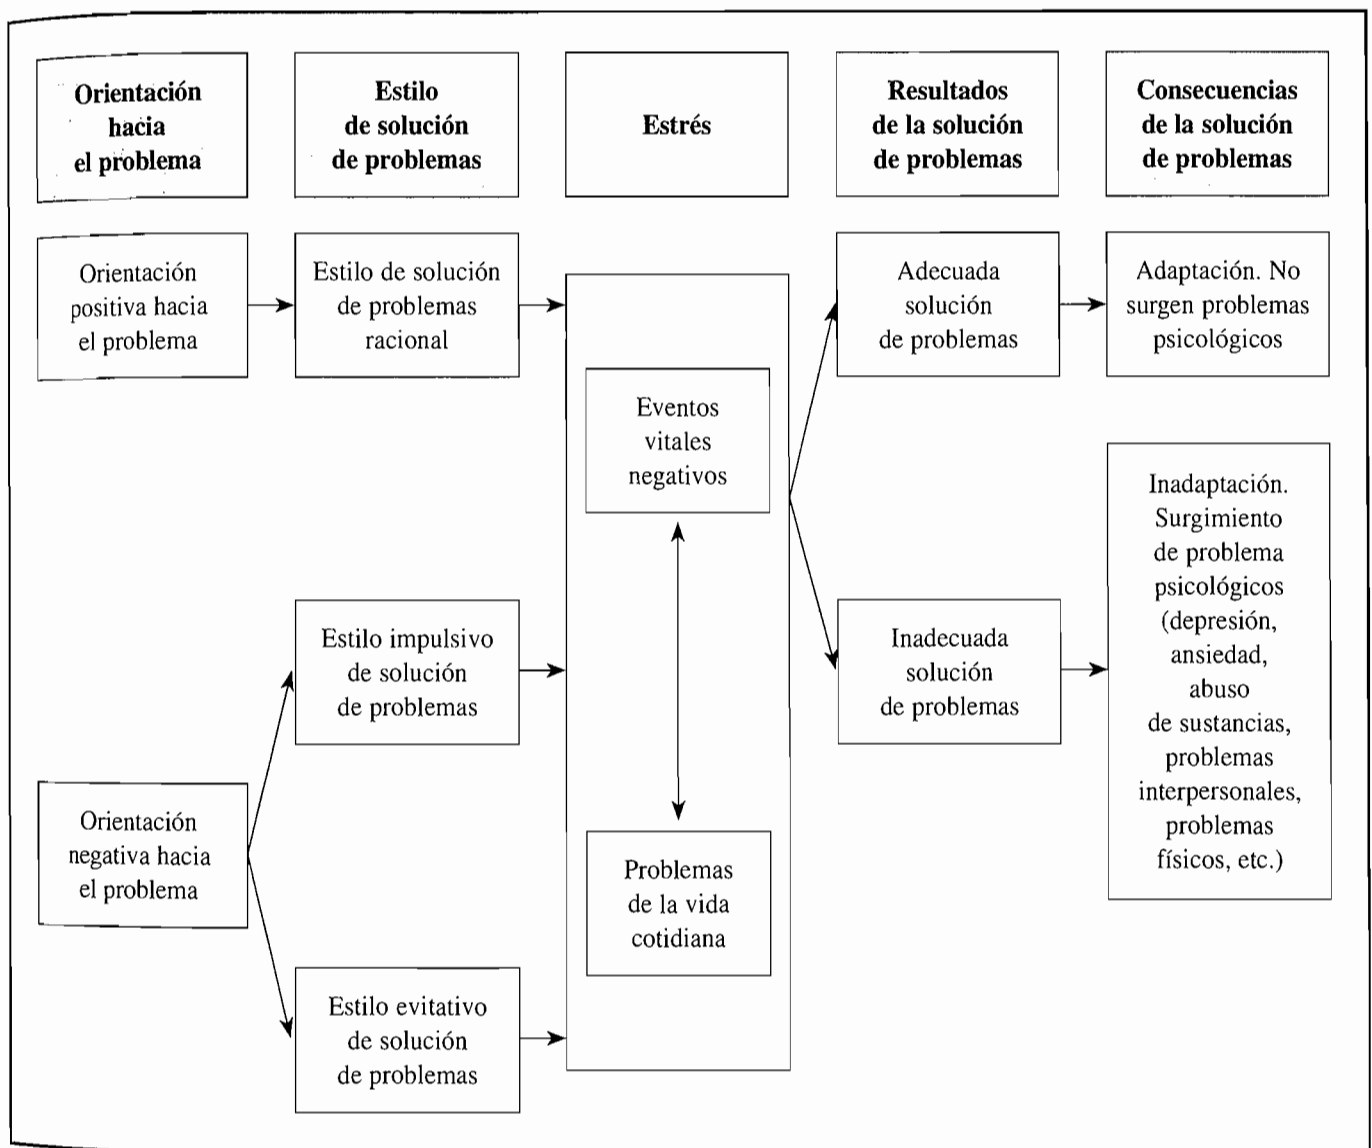 Orientación
hacia
el problema
Estilo
de solución
de problemas
Estrés
Resultados
de la solución
de problemas
Consecuencias
de la solución
de problemas
Orientación
positiva hacia
el problema
Estilo de solución
de problemas
racional
Adecuada
solución
de problemas
Adaptación. No
surgen problemas
psicológicos
Eventos
vitales
negativos
Inadaptación.
Surgimiento
de problema
psicológicos
(depresión,
ansiedad,
abuso
de sustancias,
problemas
interpersonales,
problemas
físicos, etc.)
Estilo impulsivo
de solución
de problemas
Inadecuada
solución
de problemas
Orientación
negativa hacia
el problema
Problemas
de la vida
cotidiana
Estilo evitativo
de solución
de problemas